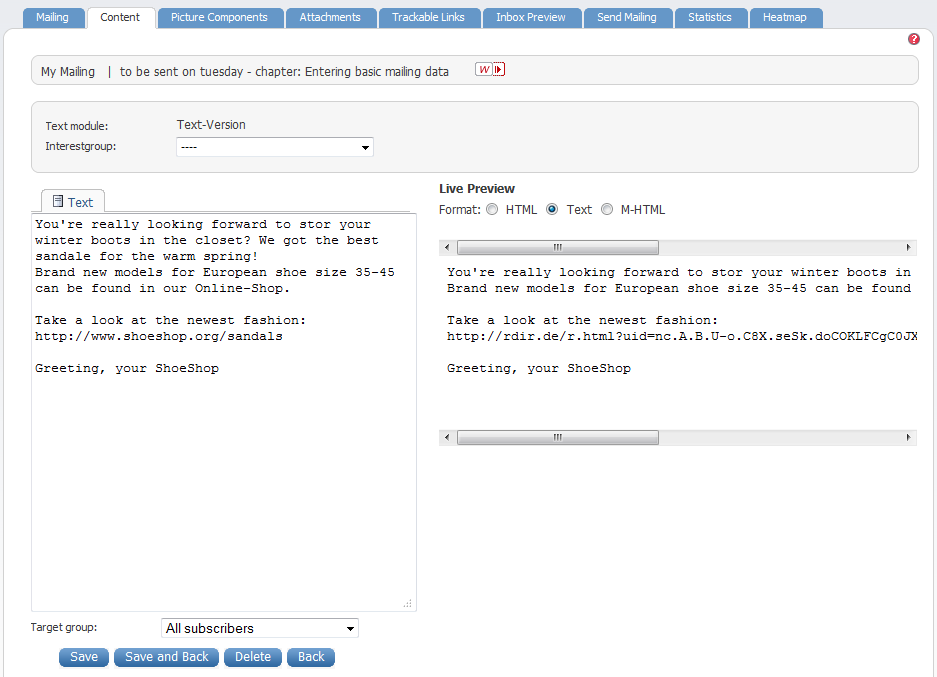 Mailing Content Picture Components Attachments Trackable Links Inbox Preview Send Mailing Statistics Heatmap
?
My Mailing | to be sent on tuesday - chapter: Entering basic mailing data W
Text module: Text-Version
Interestgroup: ----
Text
You're really looking forward to stor your
winter boots in the closet? We got the best
sandale for the warm spring!
Brand new models for European shoe size 35-45
can be found in our Online-Shop.
Take a look at the newest fashion:
http://www.shoeshop.org/sandals
Greeting, your ShoeShop
Live Preview
Format: HTML Text M-HTML
You're really looking forward to stor your winter boots in
Brand new models for European shoe size 35-45 can be found
Take a look at the newest fashion:
http://rdir.de/r.html?uid=nc.A.B.U-o.C8X.seSk.doCOKLFCgC0JX
Greeting, your ShoeShop
Target group: All subscribers
Save Save and Back Delete Back